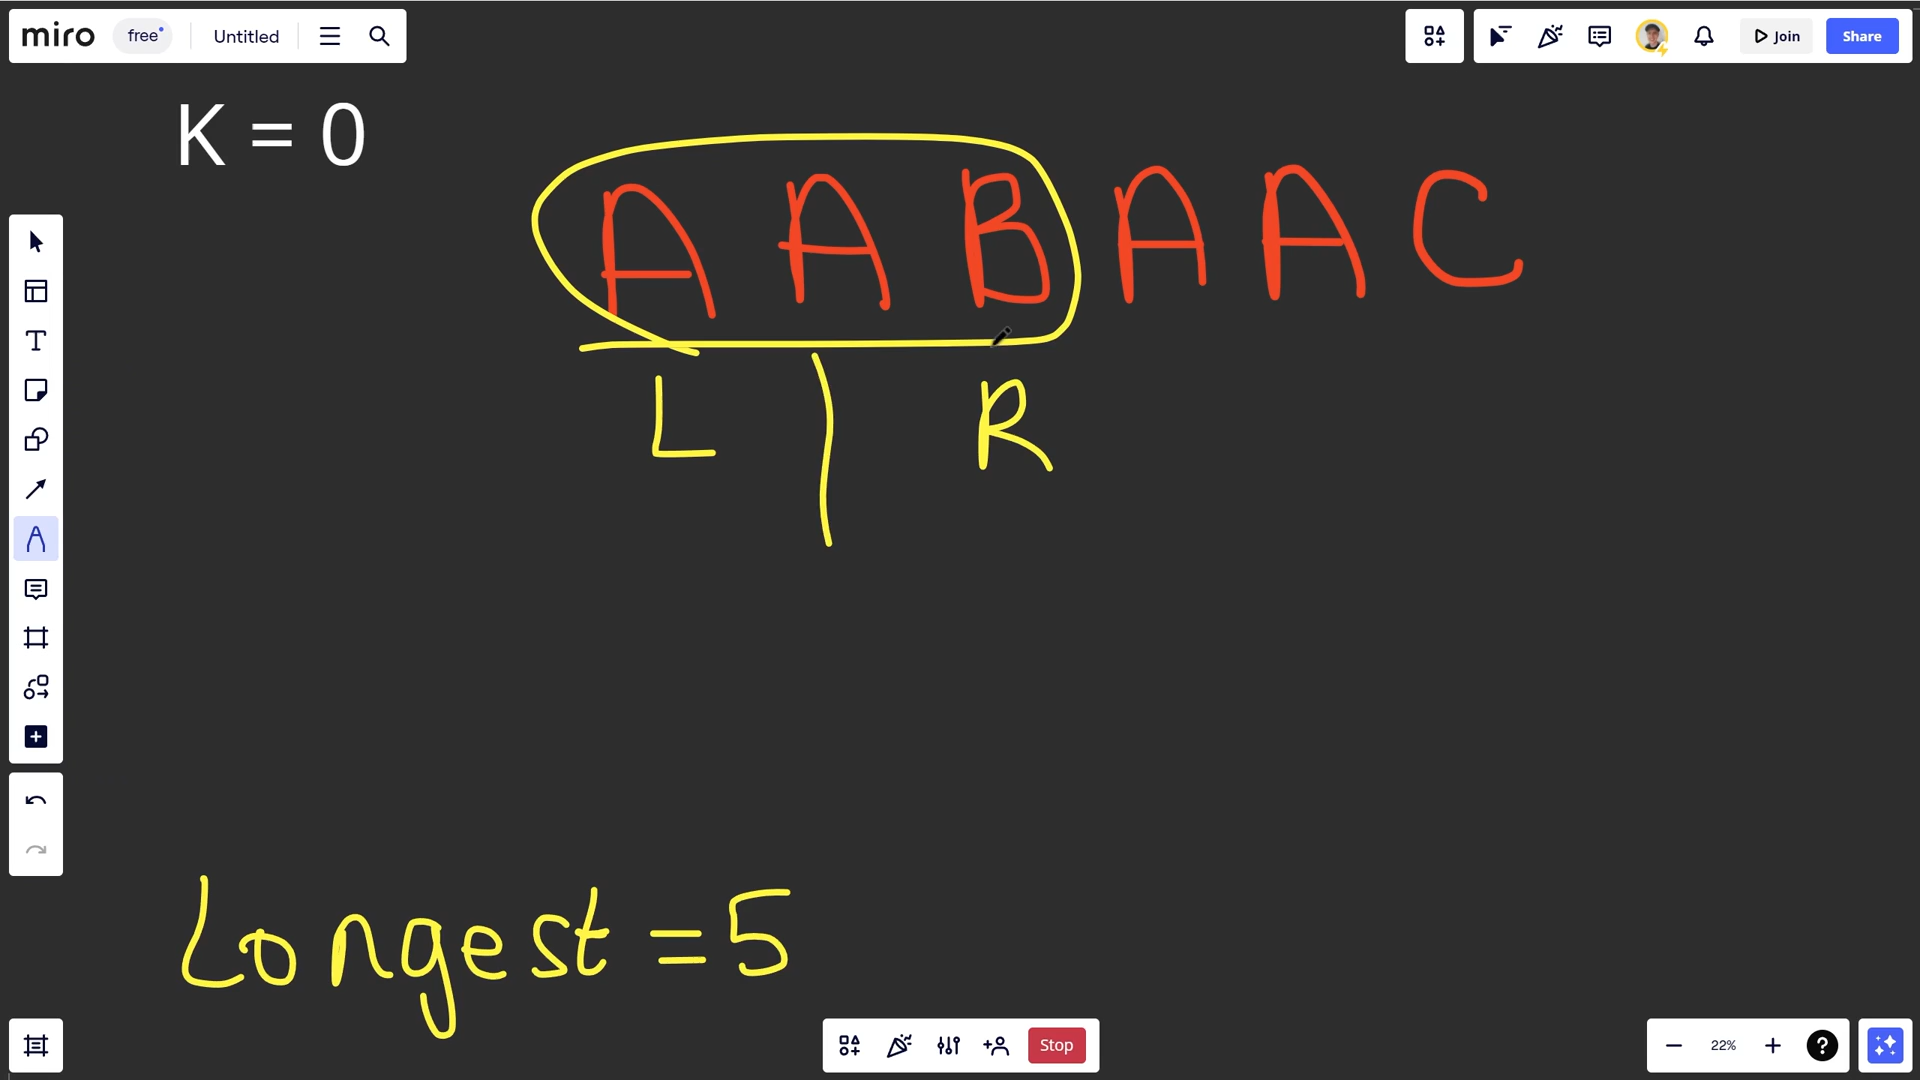 miro free Untitled Join Share
K = 0
A A B A A C
L R
Longest = 5
Stop 22% ?